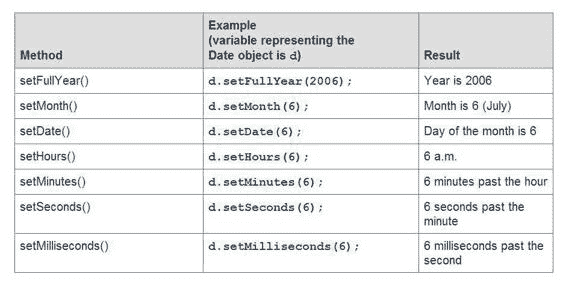 Method
Example
(variable representing the
Date object is d)
Result
setFullYear()
d.setFullYear(2006);
Year is 2006
setMonth()
d.setMonth(6);
Month is 6 (July)
setDate()
d.setDate(6);
Day of the month is 6
setHours()
d.setHours(6);
6 a.m.
setMinutes()
d.setMinutes(6);
6 minutes past the hour
setSeconds()
d.setSeconds(6);
6 seconds past the
minute
setMilliseconds()
d.setMilliseconds(6);
6 milliseconds past the
second